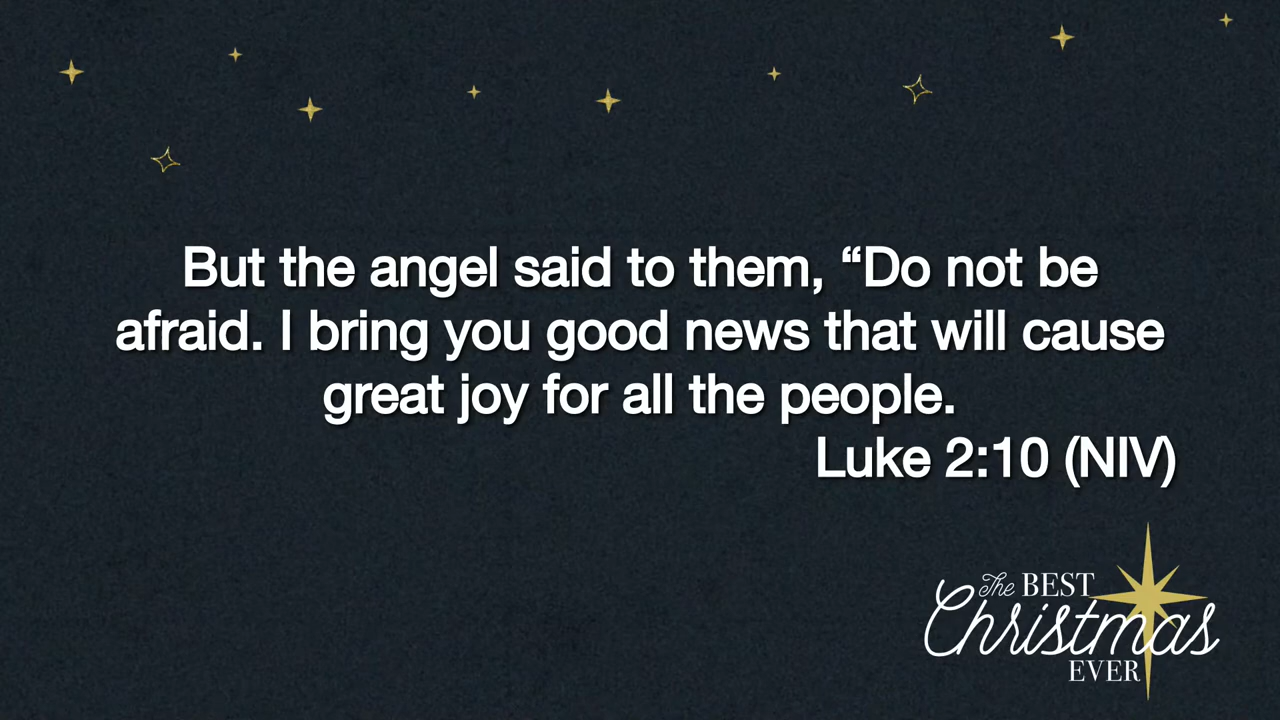 But the angel said to them, “Do not be
afraid. I bring you good news that will cause
great joy for all the people.
Luke 2:10 (NIV)
The BEST
Christmas
EVER